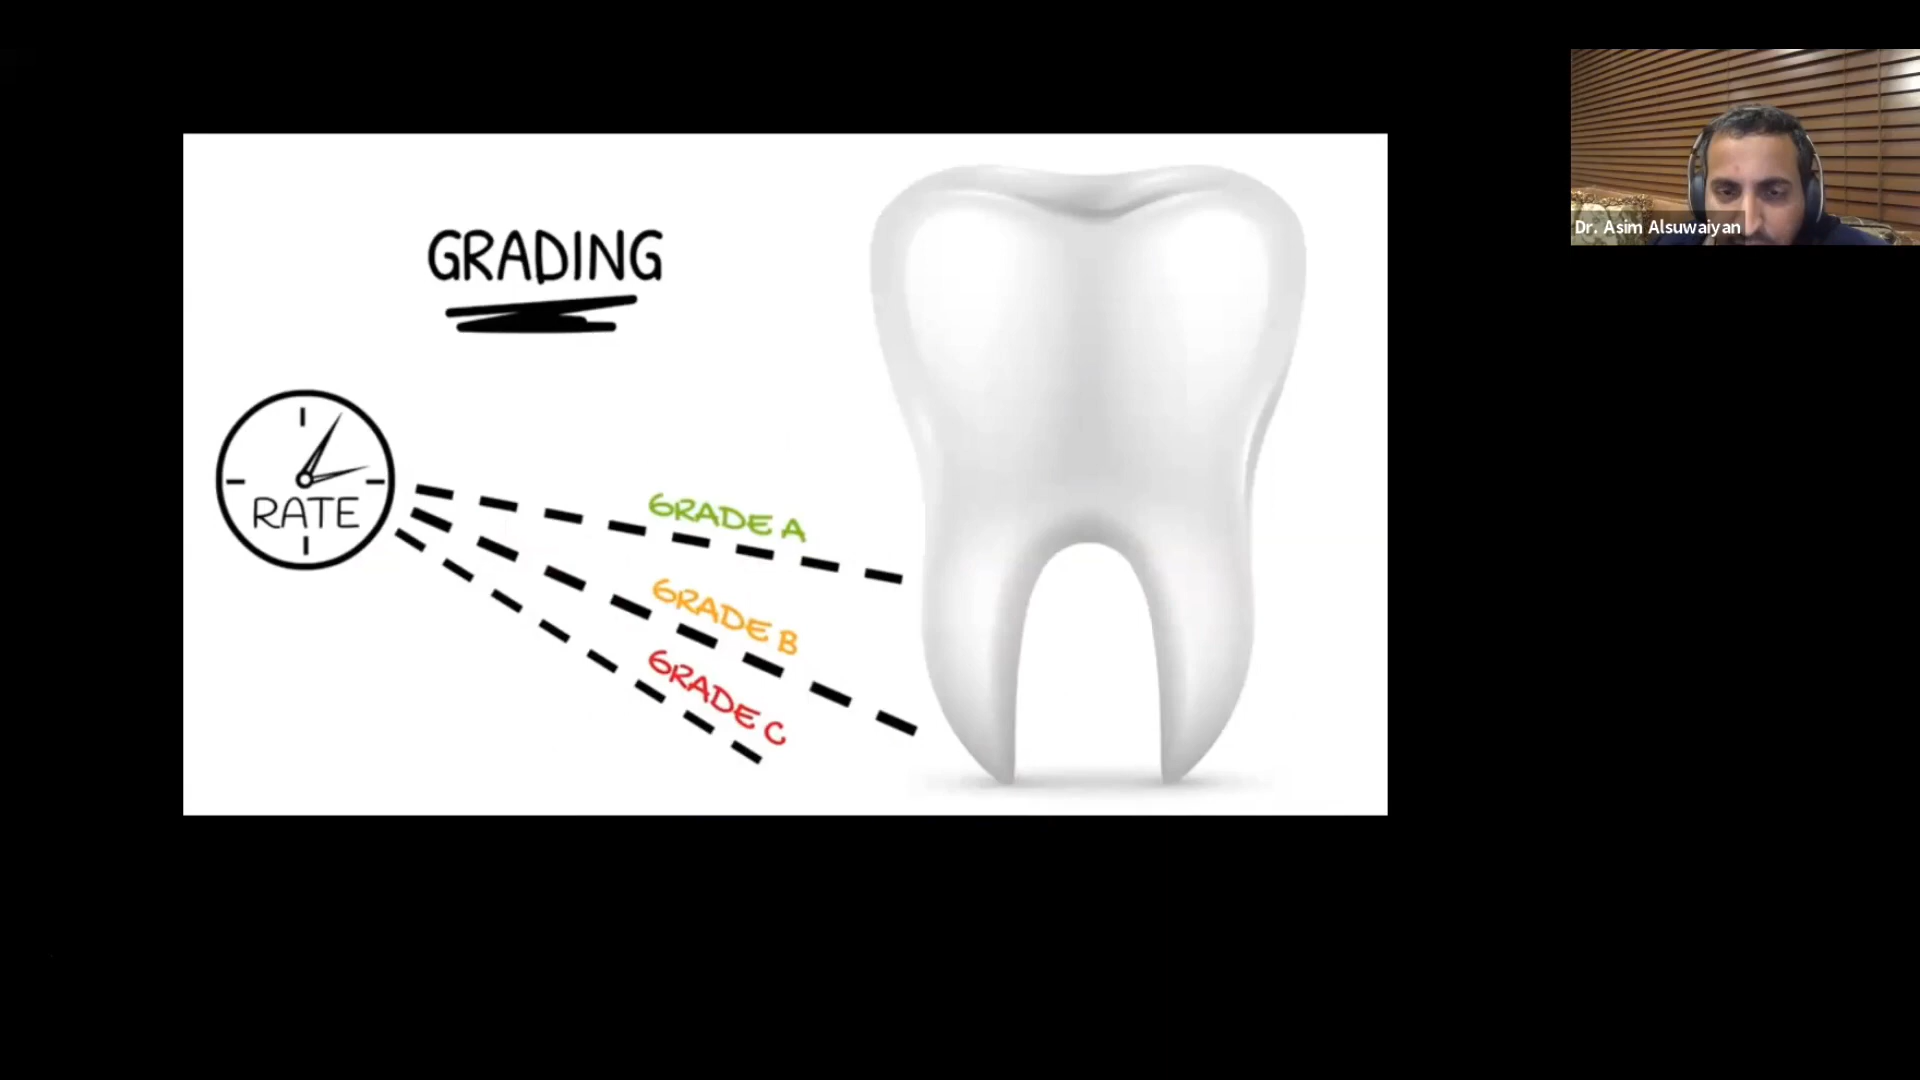 GRADING
RATE
GRADE A
GRADE B
GRADE C
Dr. Asim Alsuwaiyan